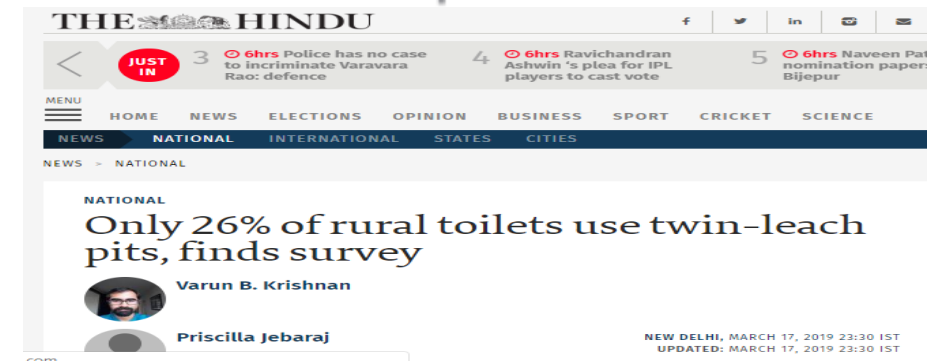 THE HINDU
f in
JUST IN
3 6hrs Police has no case to incriminate Varavara Rao: defence
4 6hrs Ravichandran Ashwin 's plea for IPL players to cast vote
5 6hrs Naveen Pat
nomination paper
Bijepur
MENU
HOME NEWS ELECTIONS OPINION BUSINESS SPORT CRICKET SCIENCE
NEWS NATIONAL INTERNATIONAL STATES CITIES
NEWS > NATIONAL
NATIONAL
Only 26% of rural toilets use twin-leach
pits, finds survey
Varun B. Krishnan
Priscilla Jebaraj
NEW DELHI, MARCH 17, 2019 23:30 IST
UPDATED: MARCH 17, 2019 23:30 IST